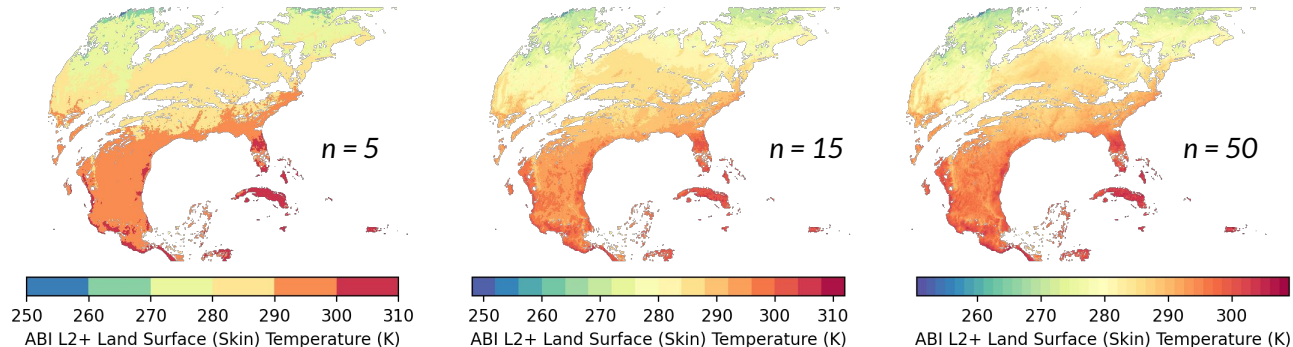 n = 5
n = 15
n = 50
250 260 270 280 290 300 310
250 260 270 280 290 300 310
260 270 280 290 300
ABI L2+ Land Surface (Skin) Temperature (K)
ABI L2+ Land Surface (Skin) Temperature (K)
ABI L2+ Land Surface (Skin) Temperature (K)